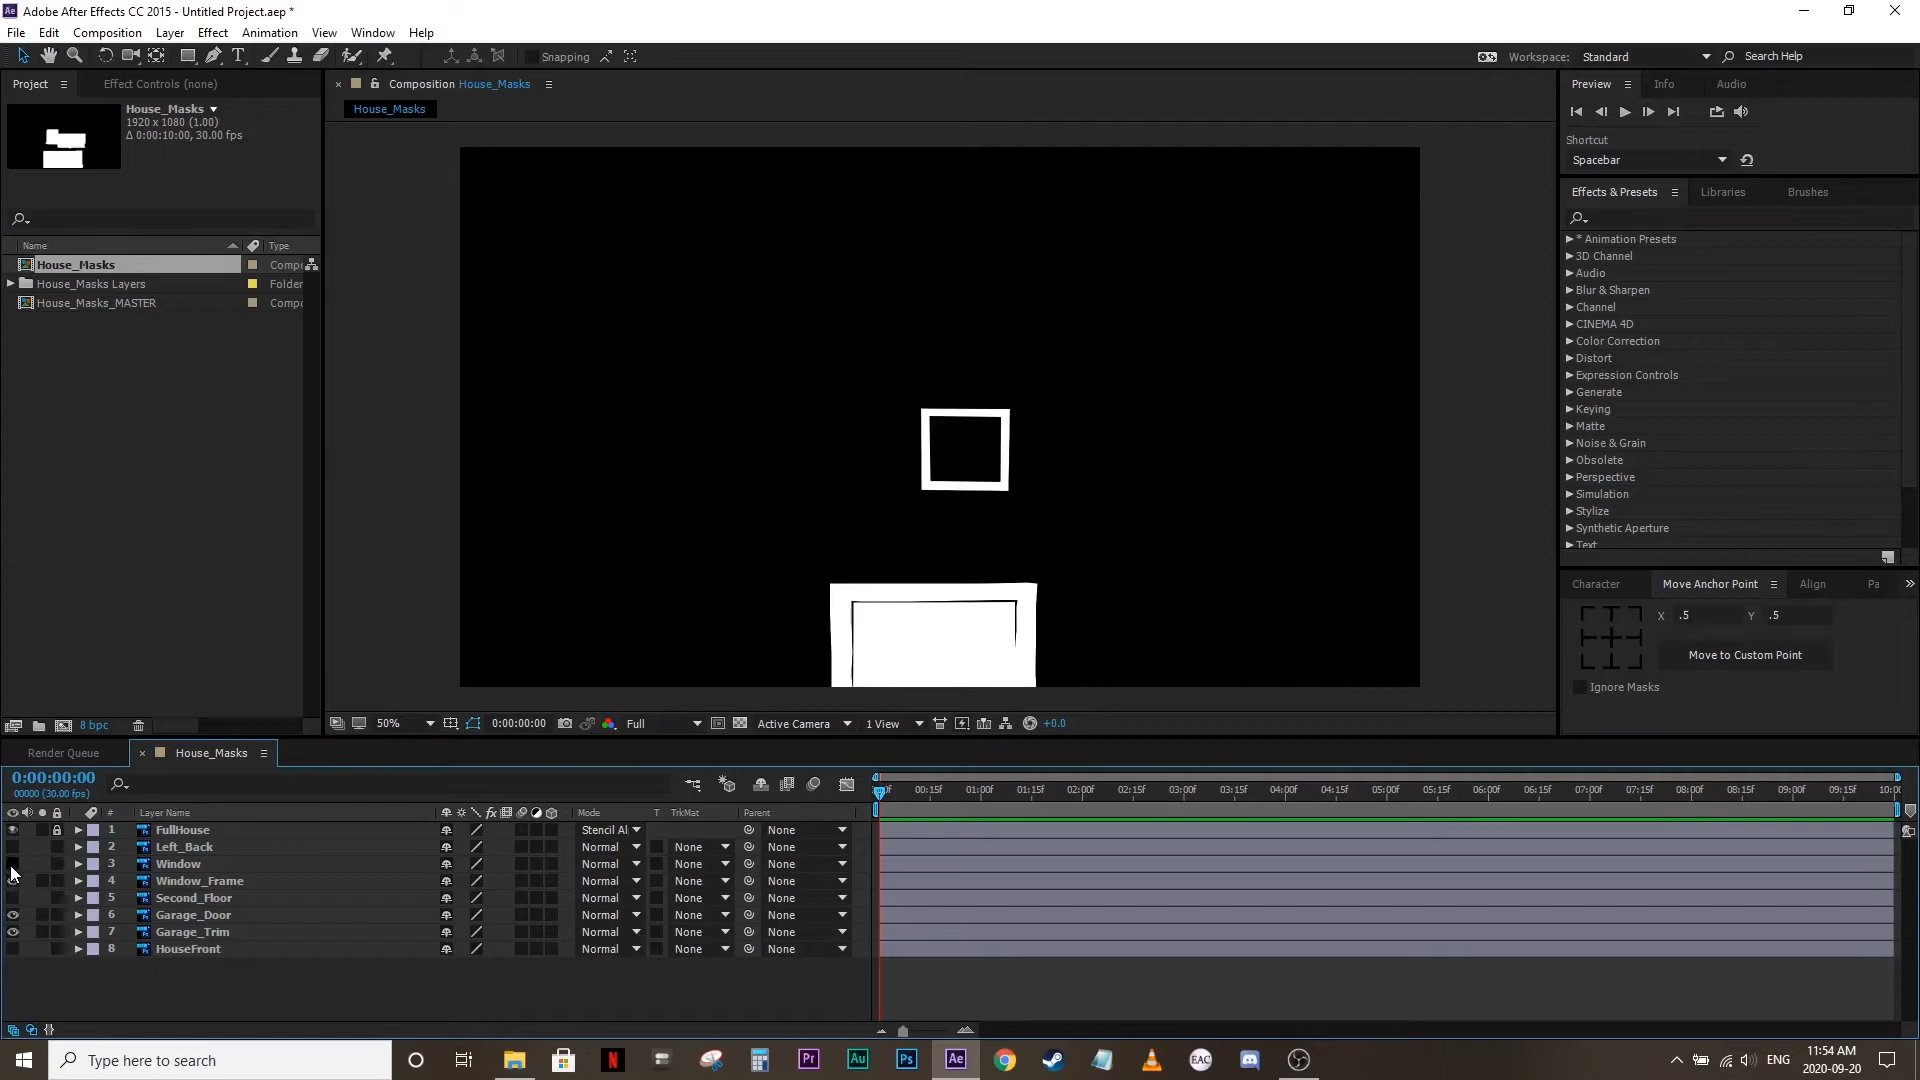 Adobe After Effects CC 2015 - Untitled Project.aep *
File Edit Composition Layer Effect Animation View Window Help
Snapping
Workspace: Standard Search Help
Project Effect Controls (none)
Composition House_Masks
Preview Info Audio
House_Masks
1920 x 1080 (1.00)
Δ 0:00:10:00, 30.00 fps
House_Masks
Shortcut
Spacebar
Effects & Presets Libraries Brushes
Name Type
House_Masks Compc
House_Masks Layers Folder
House_Masks_MASTER Compc
* Animation Presets
3D Channel
Audio
Blur & Sharpen
Channel
CINEMA 4D
Color Correction
Distort
Expression Controls
Generate
Keying
Matte
Noise & Grain
Obsolete
Perspective
Simulation
Stylize
Synthetic Aperture
Text
Character Move Anchor Point Align Pa
X .5 Y .5
Move to Custom Point
Ignore Masks
8 bpc
50% 0:00:00:00 Full Active Camera 1 View +0.0
Render Queue House_Masks
0:00:00:00
00000 (30.00 fps)
00:15f 01:00f 01:15f 02:00f 02:15f 03:00f 03:15f 04:00f 04:15f 05:00f 05:15f 06:00f 06:15f 07:00f 07:15f 08:00f 08:15f 09:00f 09:15f 10:0
# Layer Name Mode T TrkMat Parent
1 FullHouse Stencil Al None
2 Left_Back Normal None None
3 Window Normal None None
4 Window_Frame Normal None None
5 Second_Floor Normal None None
6 Garage_Door Normal None None
7 Garage_Trim Normal None None
8 HouseFront Normal None None
Type here to search
ENG
11:54 AM
2020-09-20